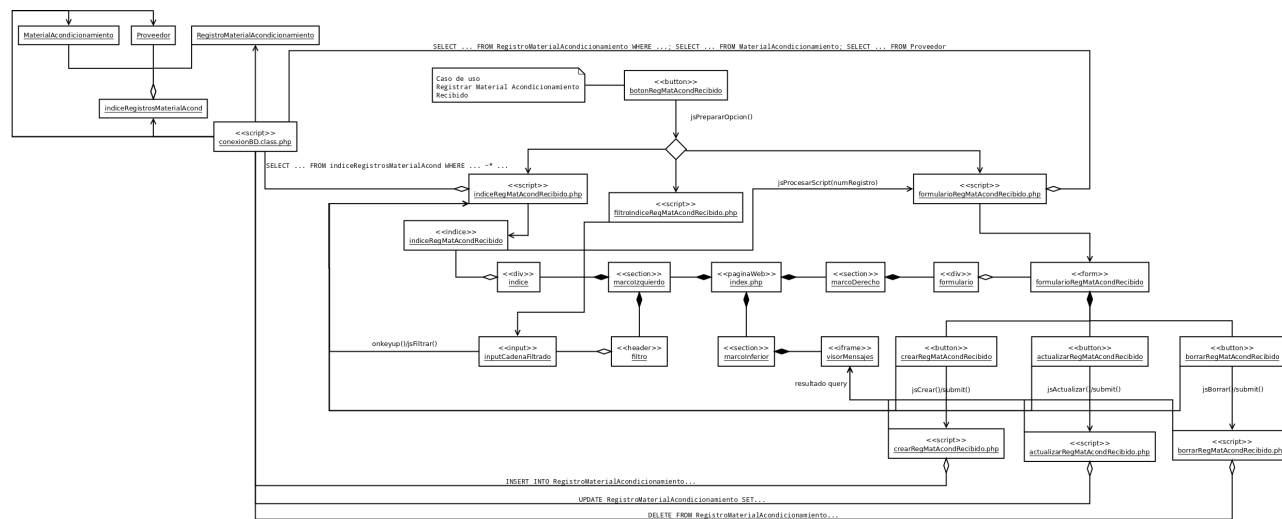 MaterialAcondicionamiento
Proveedor
RegistroMaterialAcondicionamiento
SELECT ... FROM RegistroMaterialAcondicionamiento WHERE ...; SELECT ... FROM MaterialAcondicionamiento; SELECT ... FROM Proveedor
Caso de uso
Registrar Material Acondicionamiento
Recibido
<<button>>
botonRegMatAcondRecibido
indiceRegistrosMaterialAcond
jsPrepararOpcion()
<<script>>
conexionBD.class.php
SELECT ... FROM indiceRegistrosMaterialAcond WHERE ... ~* ...
<<script>>
indiceRegMatAcondRecibido.php
jsProcesarScript(numRegistro)
<<script>>
formularioRegMatAcondRecibido.php
<<script>>
filtroIndiceRegMatAcondRecibido.php
<<indice>>
indiceRegMatAcondRecibido
<<div>>
indice
<<section>>
marcoIzquierdo
<<paginaWeb>>
index.php
<<section>>
marcoDerecho
<<div>>
formulario
<<form>>
formularioRegMatAcondRecibido
onkeyup()/jsFiltrar()
<<input>>
inputCadenaFiltrado
<<header>>
filtro
<<section>>
marcoInferior
<<iframe>>
visorMensajes
<<button>>
crearRegMatAcondRecibido
<<button>>
actualizarRegMatAcondRecibido
<<button>>
borrarRegMatAcondRecibido
resultado query
jsCrear()/submit()
jsActualizar()/submit()
jsBorrar()/submit()
<<script>>
crearRegMatAcondRecibido.php
<<script>>
actualizarRegMatAcondRecibido.php
<<script>>
borrarRegMatAcondRecibido.ph
INSERT INTO RegistroMaterialAcondicionamiento...
UPDATE RegistroMaterialAcondicionamiento SET...
DELETE FROM RegistroMaterialAcondicionamiento...